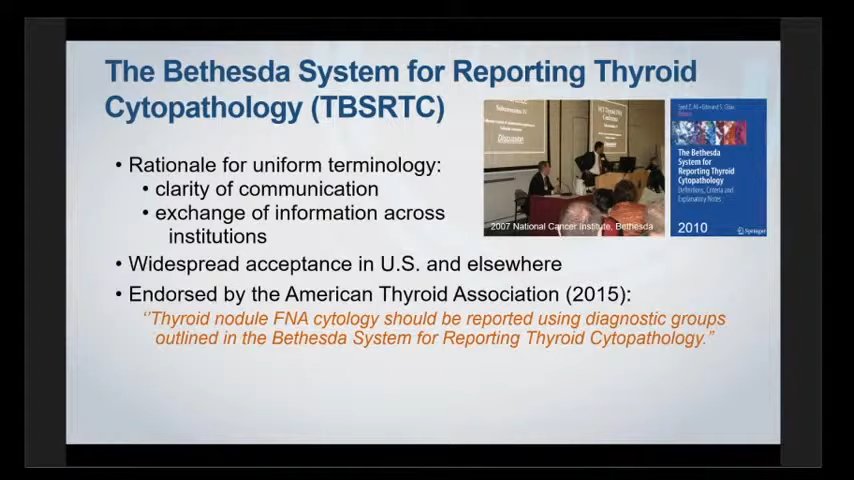 The Bethesda System for Reporting Thyroid
Cytopathology (TBSRTC)
• Rationale for uniform terminology:
• clarity of communication
• exchange of information across
institutions
• Widespread acceptance in U.S. and elsewhere
• Endorsed by the American Thyroid Association (2015):
‘’Thyroid nodule FNA cytology should be reported using diagnostic groups
outlined in the Bethesda System for Reporting Thyroid Cytopathology.”
Discussion
Conference
2007 National Cancer Institute, Bethesda
Syed Z. Ali · Edmund S. Cibas
The Bethesda
System for
Reporting Thyroid
Cytopathology
Definitions, Criteria and
Explanatory Notes
2010
Springer